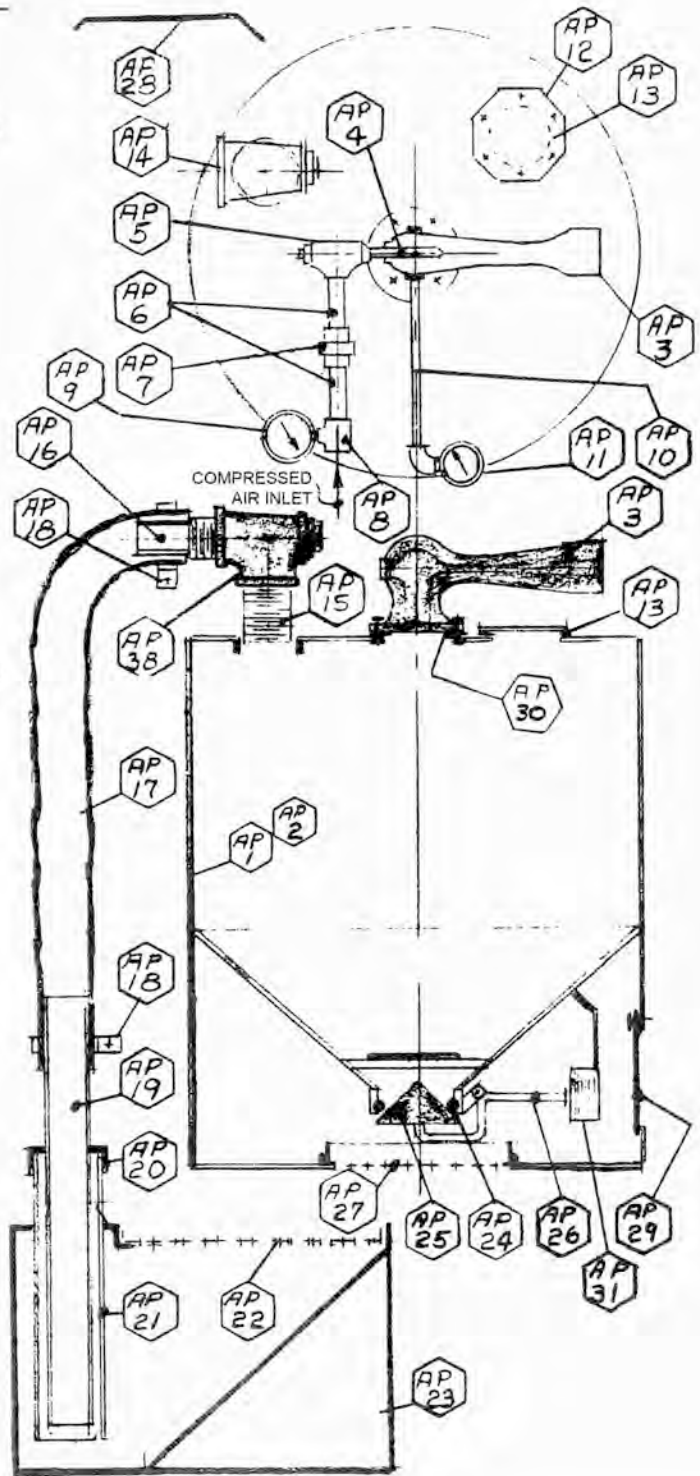 AP
28
AP
12
AP
13
AP
4
AP
14
AP
5
AP
6
AP
3
AP
9
AP
7
AP
16
AP
11
AP
10
COMPRESSED
AIR INLET
AP
8
AP
18
AP
3
AP
15
AP
13
AP
38
AP
30
AP
17
AP
1
AP
2
AP
18
AP
19
AP
20
AP
27
AP
25
AP
24
AP
26
AP
29
AP
31
AP
21
AP
22
AP
23